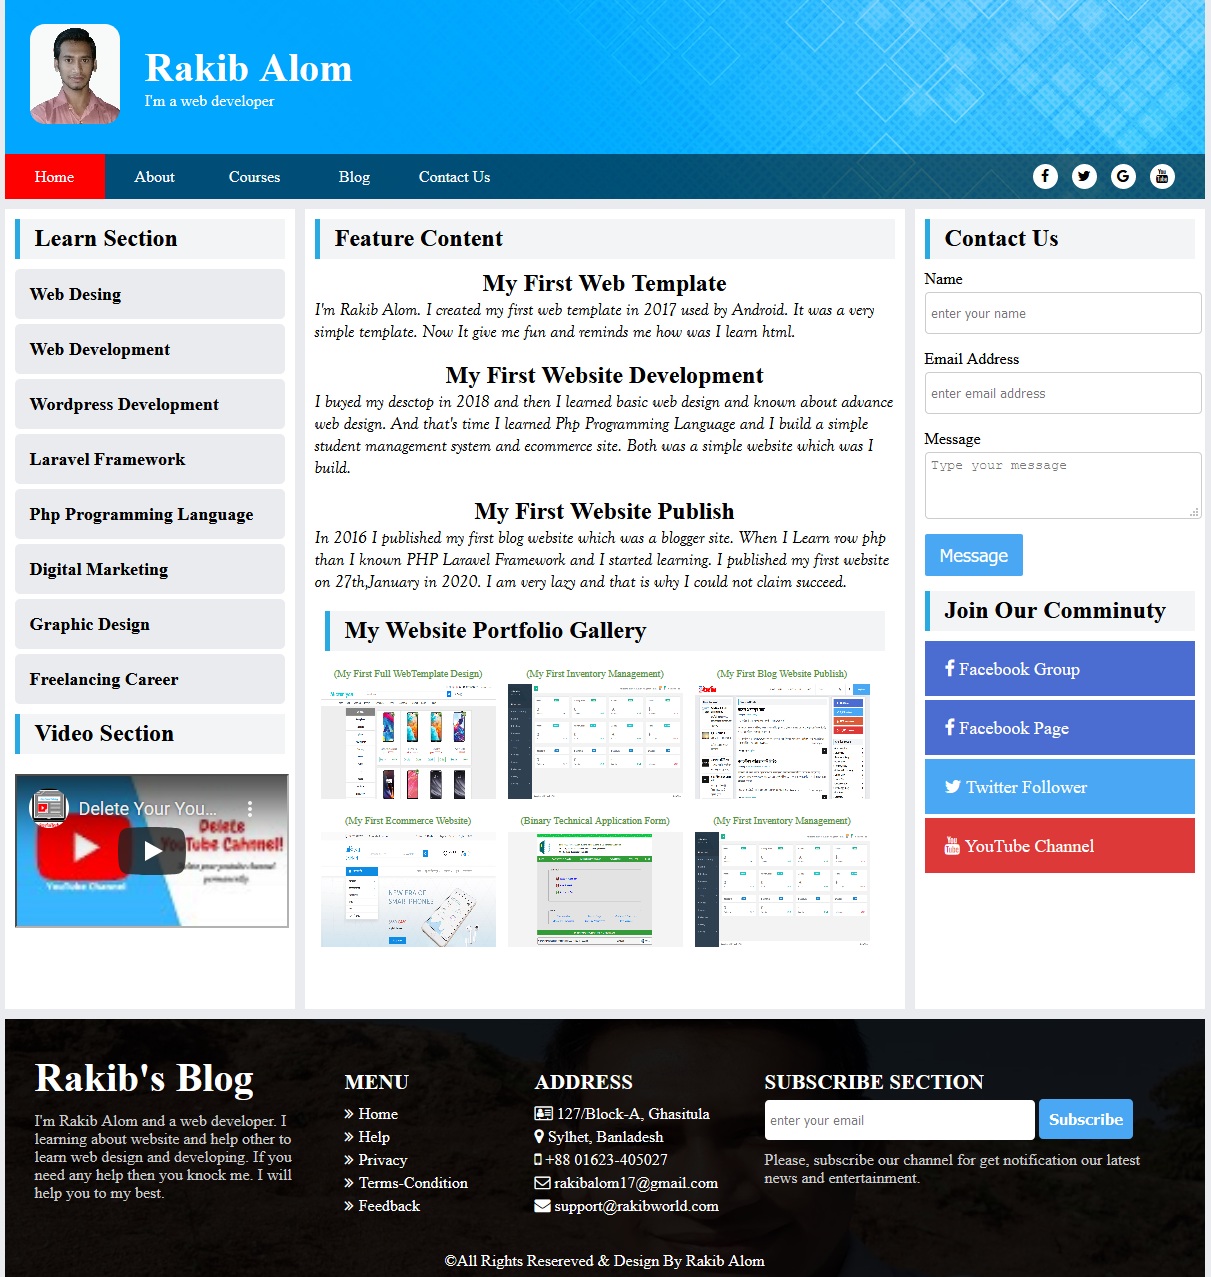 Rakib Alom
I'm a web developer
Home
About
Courses
Blog
Contact Us
Learn Section
Web Desing
Web Development
Wordpress Development
Laravel Framework
Php Programming Language
Digital Marketing
Graphic Design
Freelancing Career
Video Section
Delete Your You...
Delete
YouTube Cahnnel!
YouTube Channel
permanently
Feature Content
My First Web Template
I'm Rakib Alom. I created my first web template in 2017 used by Android. It was a very
simple template. Now It give me fun and reminds me how was I learn html.
My First Website Development
I buyed my desctop in 2018 and then I learned basic web design and known about advance
web design. And that's time I learned Php Programming Language and I build a simple
student management system and ecommerce site. Both was a simple website which was I
build.
My First Website Publish
In 2016 I published my first blog website which was a blogger site. When I Learn row php
than I known PHP Laravel Framework and I started learning. I published my first website
on 27th,January in 2020. I am very lazy and that is why I could not claim succeed.
My Website Portfolio Gallery
(My First Full WebTemplate Design)
(My First Inventory Management)
(My First Blog Website Publish)
(My First Ecommerce Website)
NEW ERA OF
SMARTPHONES
(Binary Technical Application Form)
(My First Inventory Management)
Contact Us
Name
enter your name
Email Address
enter email address
Message
Type your message
Message
Join Our Comminuty
Facebook Group
Facebook Page
Twitter Follower
YouTube Channel
Rakib's Blog
I'm Rakib Alom and a web developer. I
learning about website and help other to
learn web design and developing. If you
need any help then you knock me. I will
help you to my best.
MENU
» Home
» Help
» Privacy
» Terms-Condition
» Feedback
ADDRESS
127/Block-A, Ghasitula
Sylhet, Banladesh
+88 01623-405027
rakibalom17@gmail.com
support@rakibworld.com
SUBSCRIBE SECTION
enter your email
Subscribe
Please, subscribe our channel for get notification our latest
news and entertainment.
©All Rights Resereved & Design By Rakib Alom